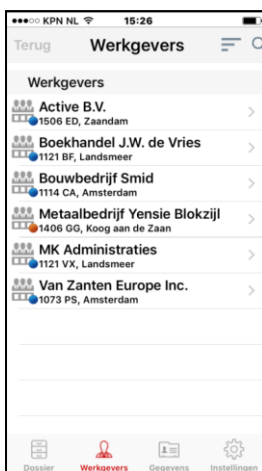 ●●●○○ KPN NL 15:26
Terug Werkgevers
Werkgevers
Active B.V.
1506 ED, Zaandam
Boekhandel J.W. de Vries
1121 BF, Landsmeer
Bouwbedrijf Smid
1114 CA, Amsterdam
Metaalbedrijf Yensie Blokzijl
1406 GG, Koog aan de Zaan
MK Administraties
1121 VX, Landsmeer
Van Zanten Europe Inc.
1073 PS, Amsterdam
Dossier Werkgevers Gegevens Instellingen